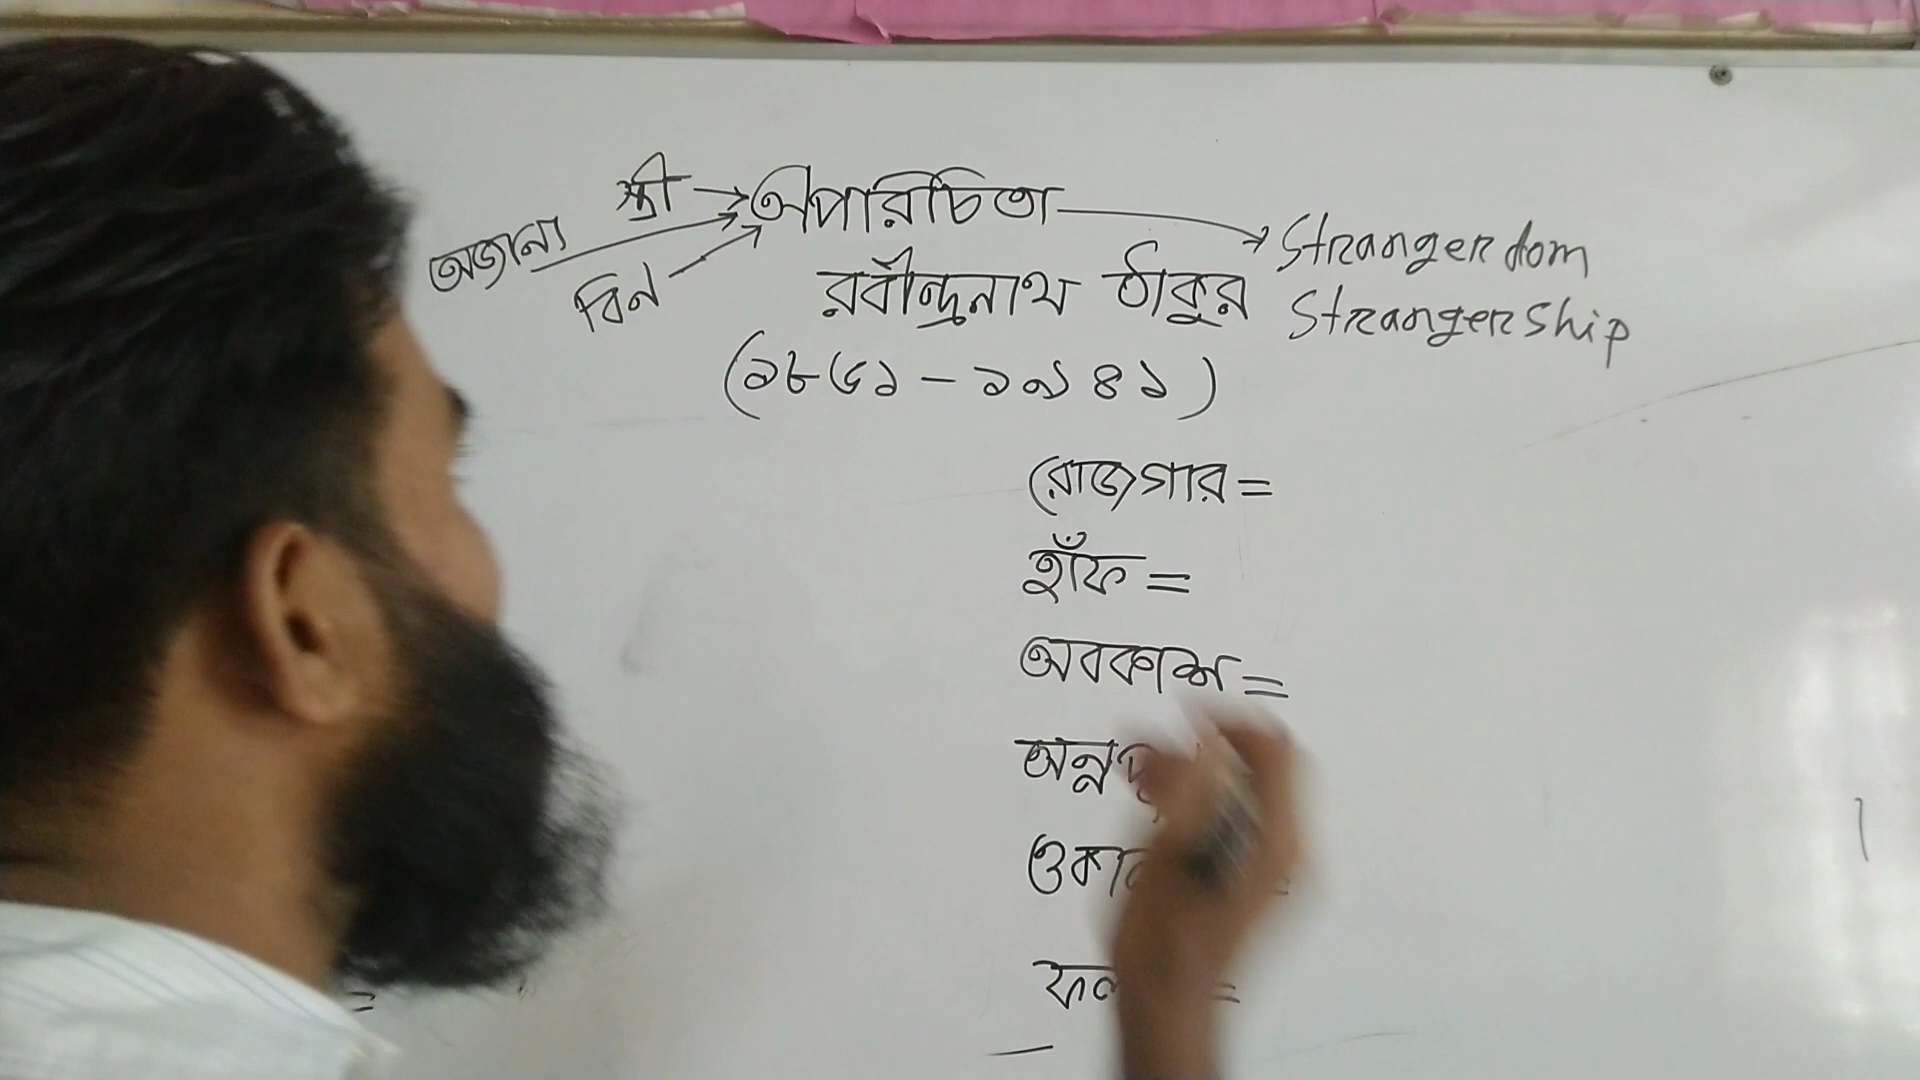 স্ত্রী → অপরিচিতা → Strangerdom
অজানা
রবীন্দ্রনাথ ঠাকুর Strangership
(১৮৬১ - ১৯৪১)
রোজগার =
হাঁফ =
অবকাশ =
=